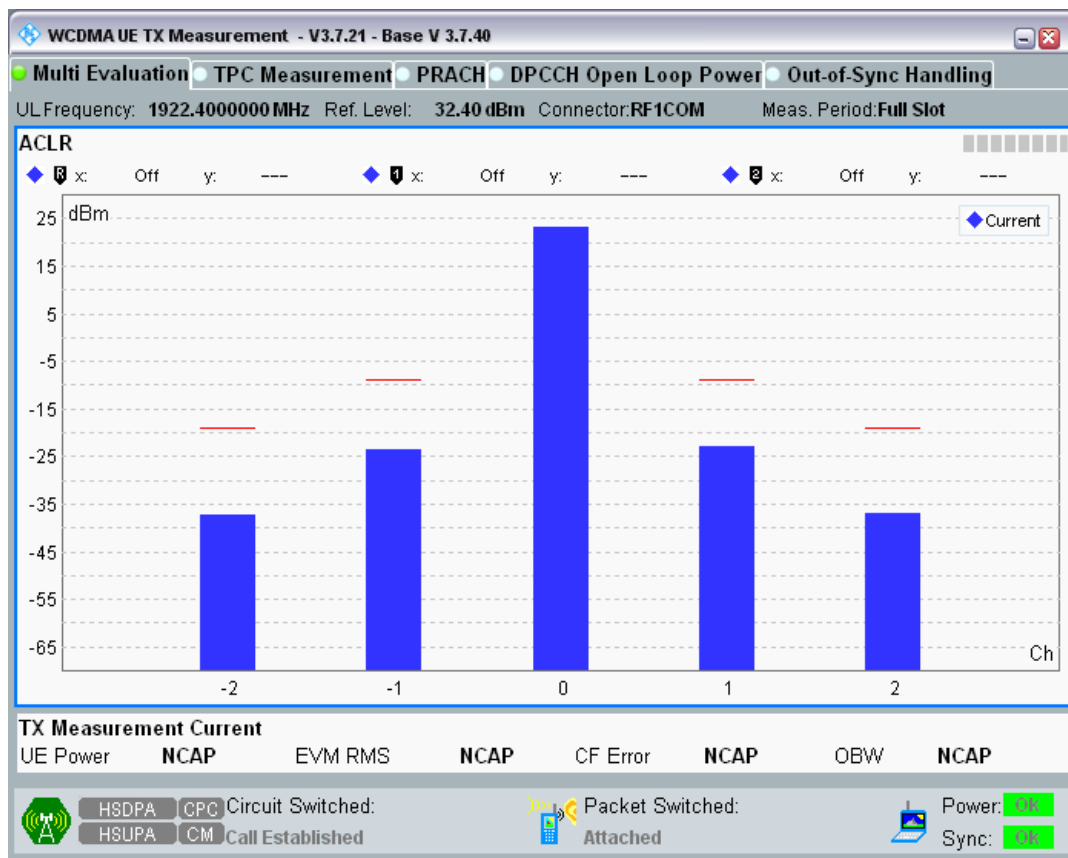 WCDMA UE TX Measurement - V3.7.21 - Base V 3.7.40
Multi Evaluation TPC Measurement PRACH DPCCH Open Loop Power Out-of-Sync Handling
UL Frequency: 1922.4000000 MHz Ref. Level: 32.40 dBm Connector:RF1COM Meas. Period:Full Slot
ACLR
R x: Off y: --- 1 x: Off y: --- 2 x: Off y: ---
dBm
Current
25
15
5
-5
-15
-25
-35
-45
-55
-65
Ch
-2 -1 0 1 2
TX Measurement Current
UE Power NCAP EVM RMS NCAP CF Error NCAP OBW NCAP
HSDPA CPC Circuit Switched: Packet Switched: Power: Ok
HSUPA CM Call Established Attached Sync: Ok